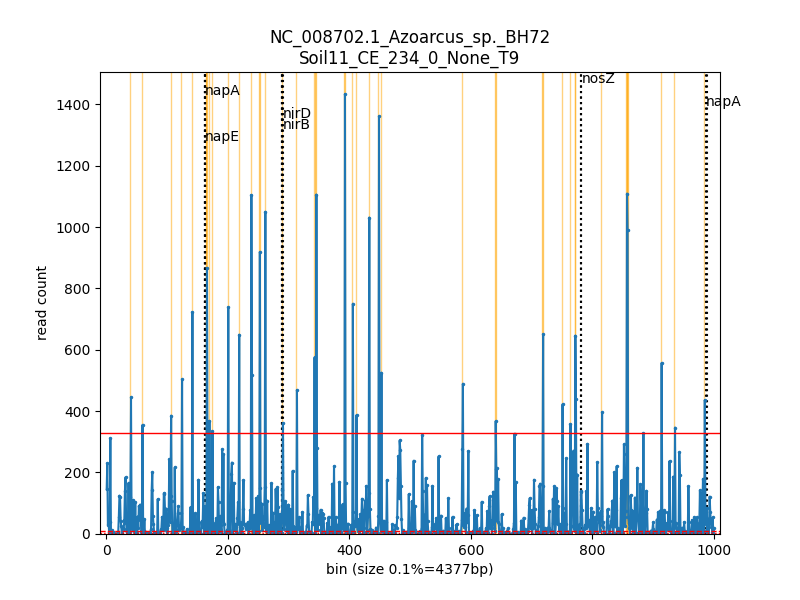 NC_008702.1_Azoarcus_sp._BH72
Soil11_CE_234_0_None_T9
nosZ
napA
napA
nirD
nirB
napE
1400
1200
1000
800
600
400
200
0
read count
0 200 400 600 800 1000
bin (size 0.1%=4377bp)